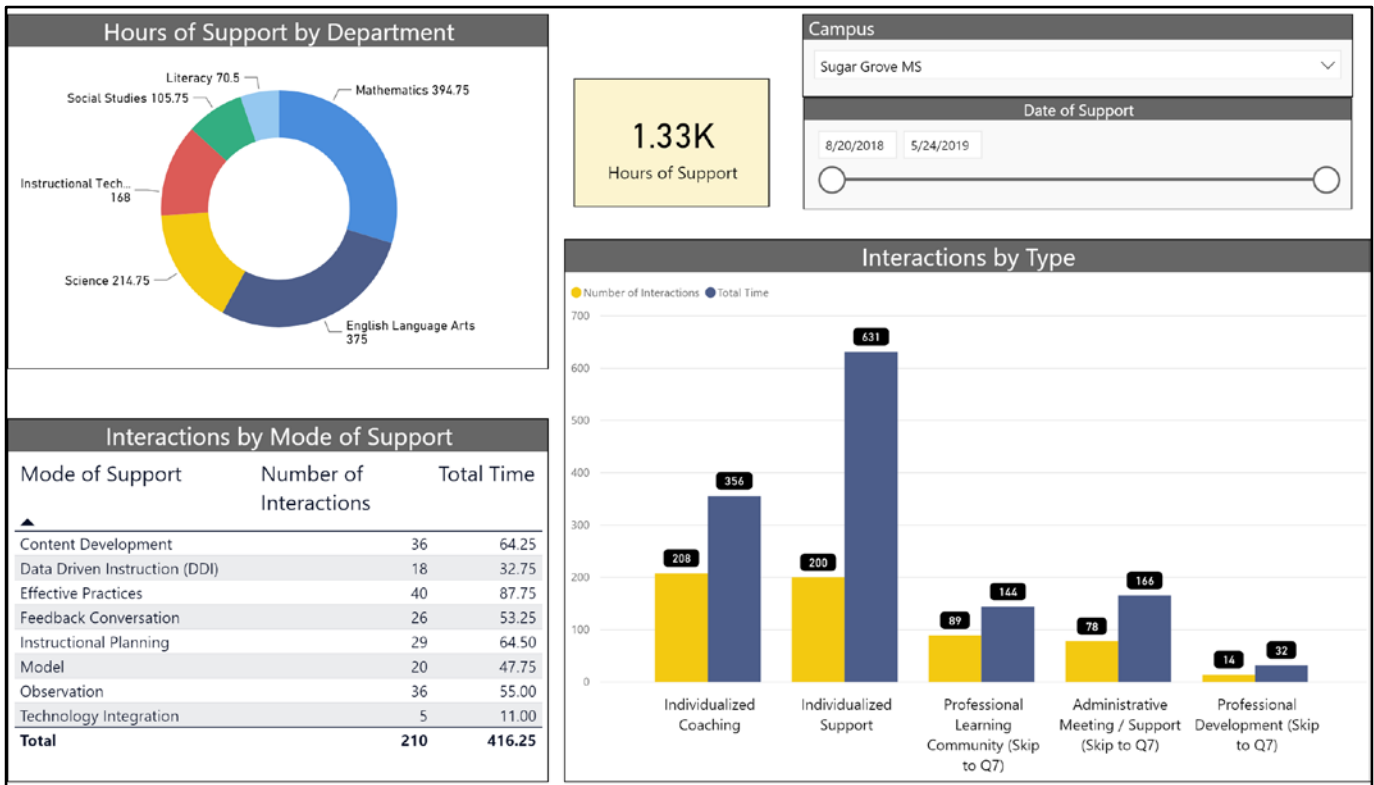 Hours of Support by Department
Literacy 70.5
Social Studies 105.75
Mathematics 394.75
Instructional Tech...
168
Science 214.75
English Language Arts
375
1.33K
Hours of Support
Campus
Sugar Grove MS
Date of Support
8/20/2018 5/24/2019
Interactions by Mode of Support
Mode of Support Number of Interactions Total Time
Content Development 36 64.25
Data Driven Instruction (DDI) 18 32.75
Effective Practices 40 87.75
Feedback Conversation 26 53.25
Instructional Planning 29 64.50
Model 20 47.75
Observation 36 55.00
Technology Integration 5 11.00
Total 210 416.25
Interactions by Type
Number of Interactions Total Time
700
600
500
400
300
200
100
0
208
356
200
631
89
144
78
166
14
32
Individualized
Coaching
Individualized
Support
Professional
Learning
Community (Skip
to Q7)
Administrative
Meeting / Support
(Skip to Q7)
Professional
Development (Skip
to Q7)